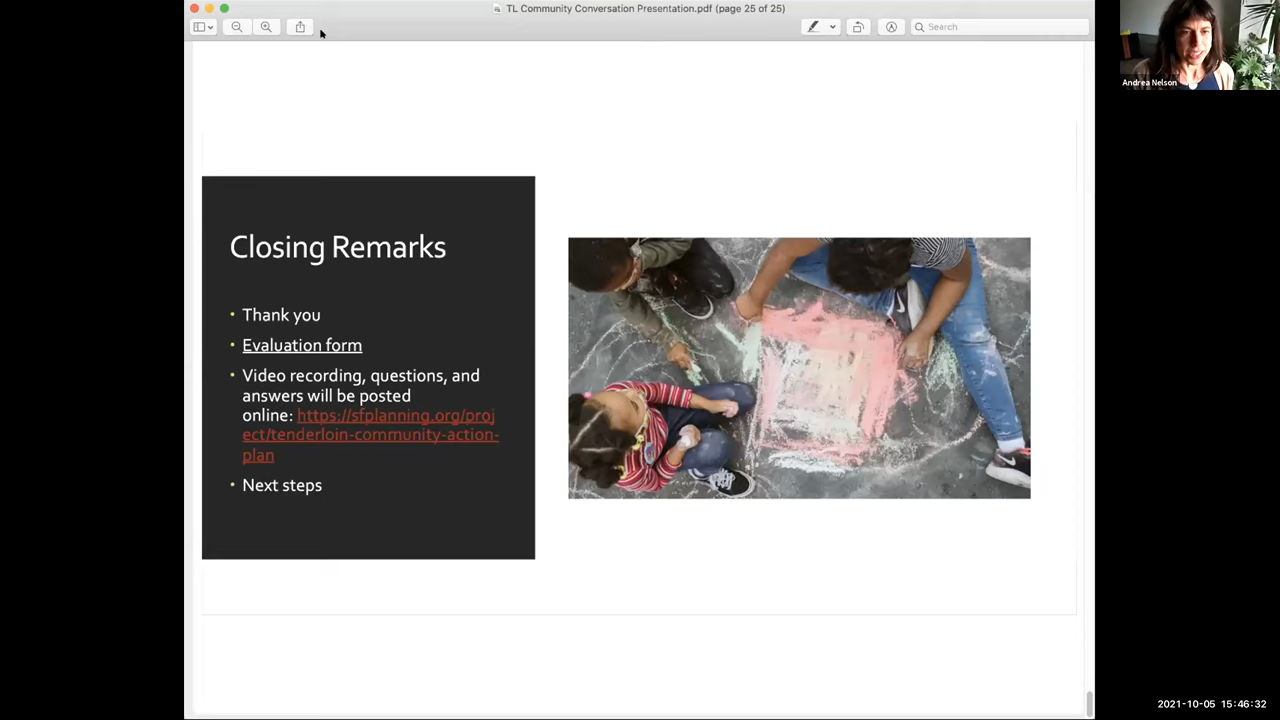 TL Community Conversation Presentation.pdf (page 25 of 25)
Search
Andrea Nelson
Closing Remarks
• Thank you
• Evaluation form
• Video recording, questions, and
answers will be posted
online: https://sfplanning.org/proj
ect/tenderloin-community-action-
plan
• Next steps
2021-10-05 15:46:32